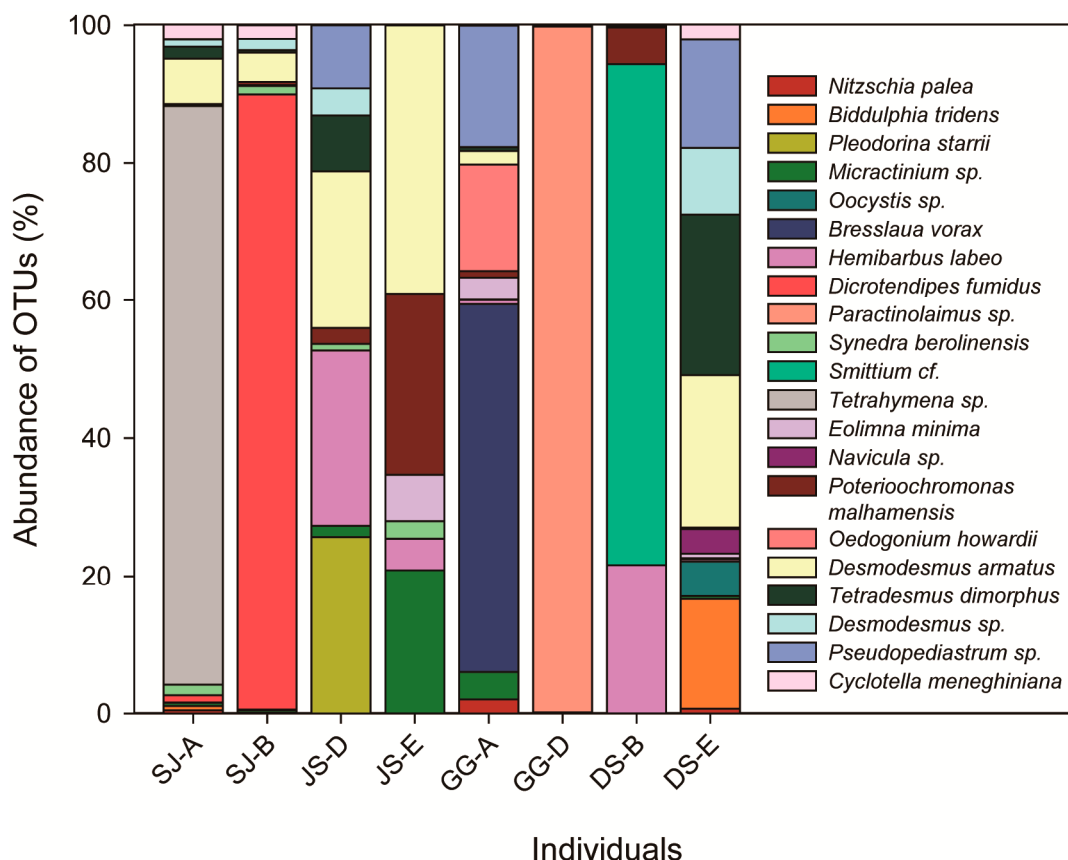 Abundance of OTUs (%)
100
80
60
40
20
0
SJ-A
SJ-B
JS-D
JS-E
GG-A
GG-D
DS-B
DS-E
Individuals
Nitzschia palea
Biddulphia tridens
Pleodorina starrii
Micractinium sp.
Oocystis sp.
Bresslaua vorax
Hemibarbus labeo
Dicrotendipes fumidus
Paractinolaimus sp.
Synedra berolinensis
Smittium cf.
Tetrahymena sp.
Eolimna minima
Navicula sp.
Poterioochromonas
malhamensis
Oedogonium howardii
Desmodesmus armatus
Tetradesmus dimorphus
Desmodesmus sp.
Pseudopediastrum sp.
Cyclotella meneghiniana